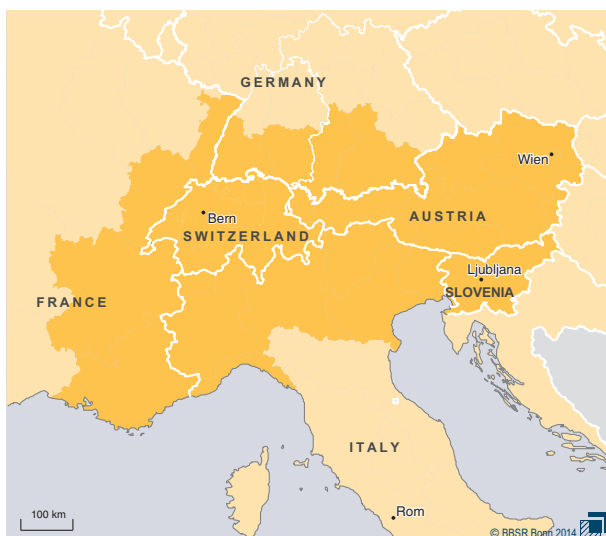 GERMANY
Wien
Bern
AUSTRIA
SWITZERLAND
Ljubljana
SLOVENIA
FRANCE
ITALY
Rom
100 km
© BBSR Bonn 2014